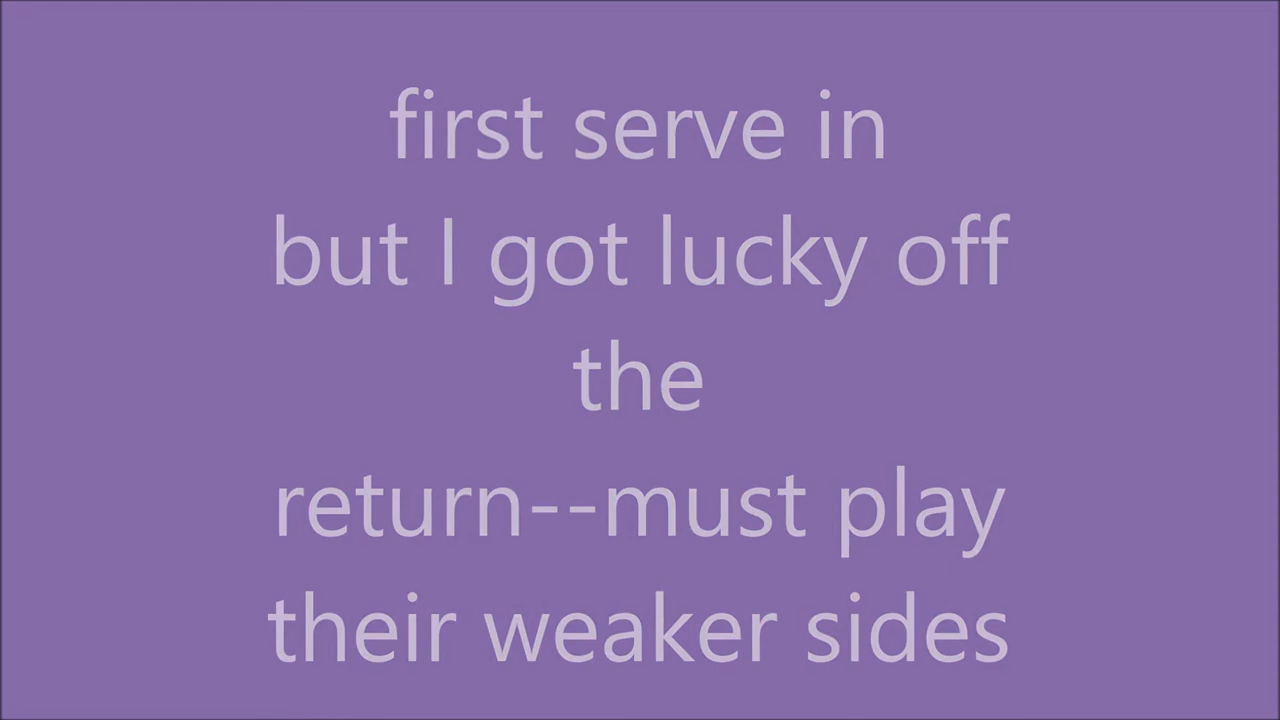 first serve in
but I got lucky off
the
return--must play
their weaker sides